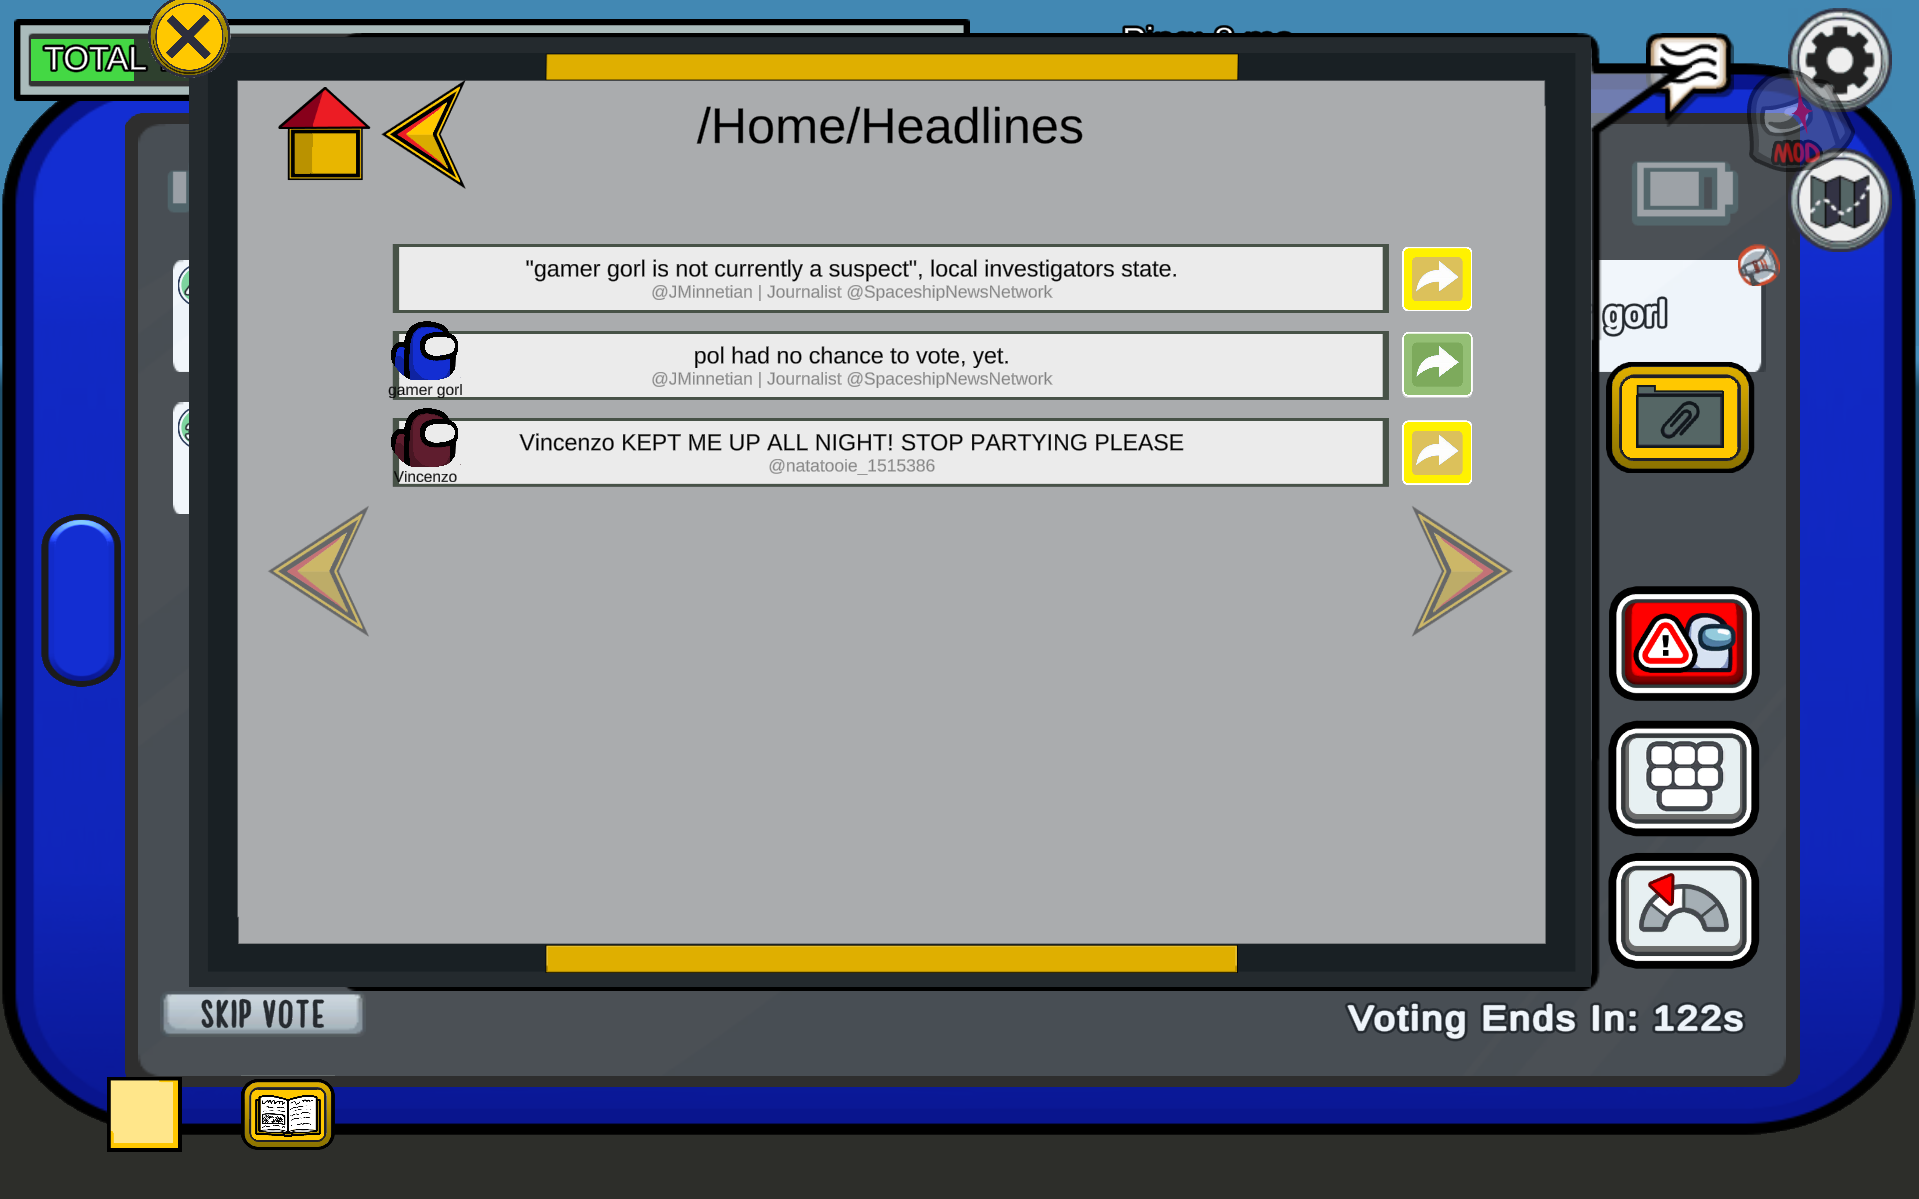 TOTAL
/Home/Headlines
MOD
"gamer gorl is not currently a suspect", local investigators state.
@JMinnetian | Journalist @SpaceshipNewsNetwork
gorl
pol had no chance to vote, yet.
@JMinnetian | Journalist @SpaceshipNewsNetwork
gamer gorl
Vincenzo KEPT ME UP ALL NIGHT! STOP PARTYING PLEASE
@natatooie_1515386
Vincenzo
SKIP VOTE
Voting Ends In: 122s